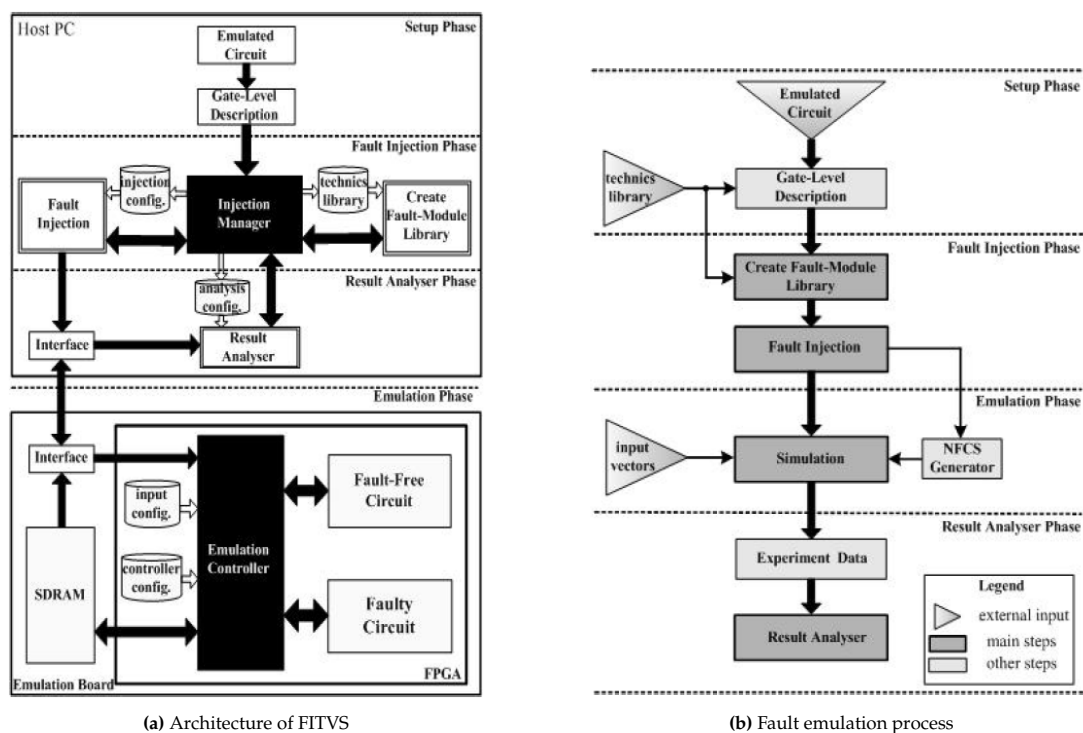 Host PC
Setup Phase
Emulated
Circuit
Gate-Level
Description
Fault Injection Phase
injection
config.
technics
library
Fault
Injection
Injection
Manager
Create
Fault-Module
Library
Result Analyser Phase
analysis
config.
Interface
Result
Analyser
Emulation Phase
Interface
input
config.
Fault-Free
Circuit
Emulation
Controller
controller
config.
SDRAM
Faulty
Circuit
FPGA
Emulation Board
(a) Architecture of FITVS
Setup Phase
Emulated
Circuit
technics
library
Gate-Level
Description
Fault Injection Phase
Create Fault-Module
Library
Fault Injection
Emulation Phase
input
vectors
Simulation
NFCS
Generator
Result Analyser Phase
Experiment Data
Result Analyser
Legend
external input
main steps
other steps
(b) Fault emulation process